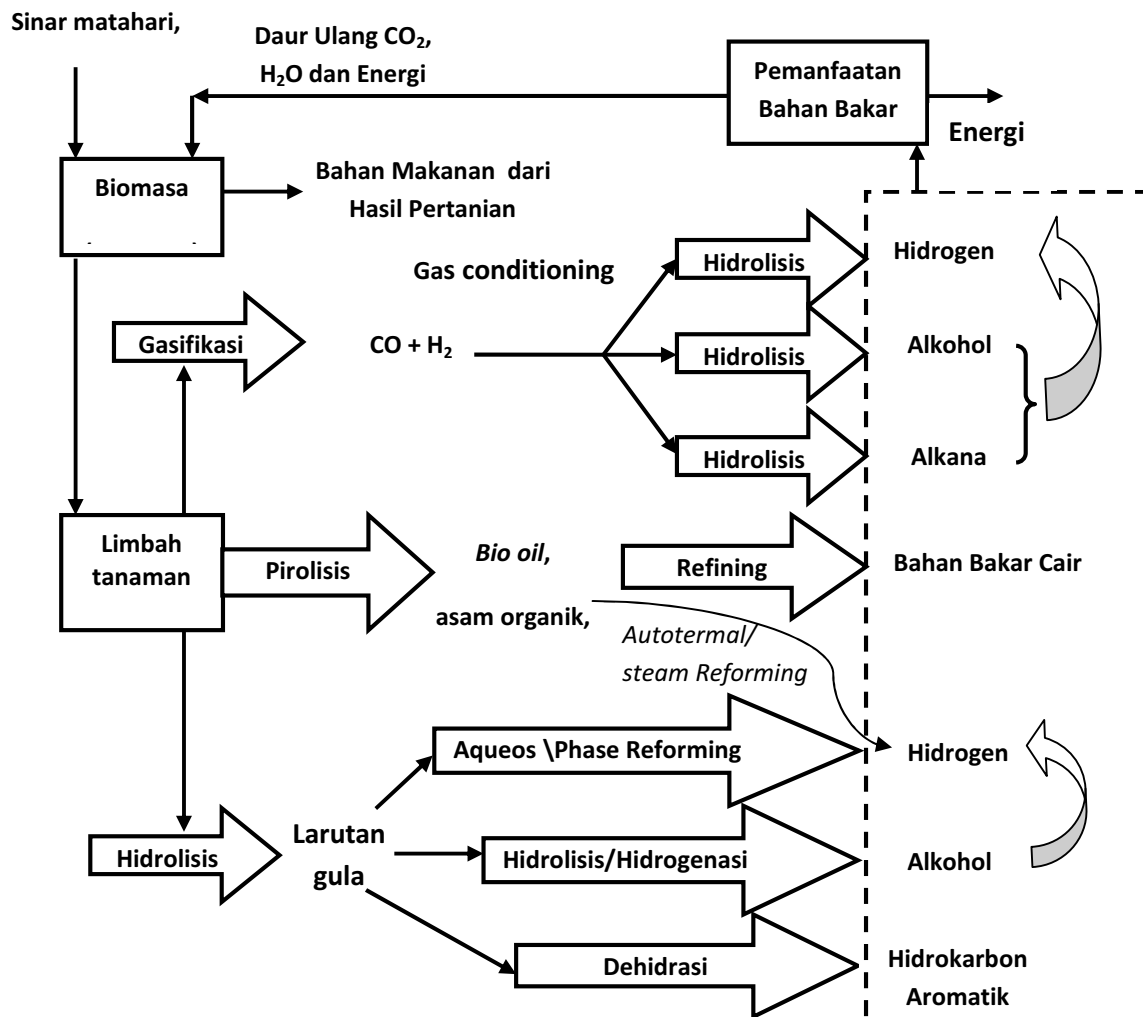 Sinar matahari,
Daur Ulang CO₂,
H₂O dan Energi
Pemanfaatan
Bahan Bakar
Energi
Biomasa
Bahan Makanan dari
Hasil Pertanian
Gas conditioning
Hidrolisis
Hidrogen
Gasifikasi
CO + H₂
Hidrolisis
Alkohol
Hidrolisis
Alkana
Limbah
tanaman
Pirolisis
Bio oil,
asam organik,
Refining
Bahan Bakar Cair
Autotermal/
steam Reforming
Aqueos \Phase Reforming
Hidrogen
Hidrolisis
Larutan
gula
Hidrolisis/Hidrogenasi
Alkohol
Dehidrasi
Hidrokarbon
Aromatik